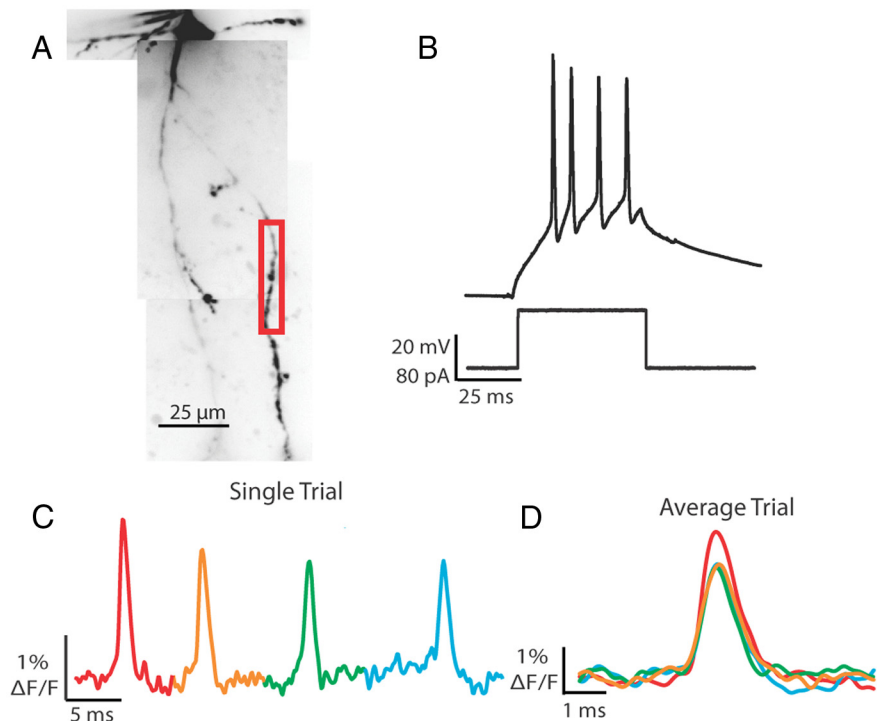 A
B
25 µm
20 mV
80 pA
25 ms
Single Trial
C
1%
ΔF/F
5 ms
D
Average Trial
1%
ΔF/F
1 ms